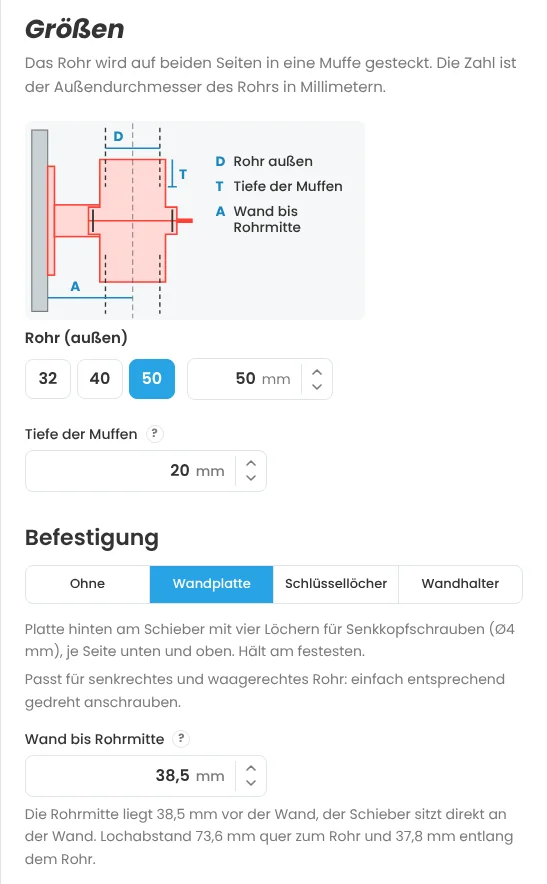 Größen
Das Rohr wird auf beiden Seiten in eine Muffe gesteckt. Die Zahl ist
der Außendurchmesser des Rohrs in Millimetern.
D
T
A
D Rohr außen
T Tiefe der Muffen
A Wand bis
Rohrmitte
Rohr (außen)
32 40 50 50 mm
Tiefe der Muffen ?
20 mm
Befestigung
Ohne Wandplatte Schlüssellöcher Wandhalter
Platte hinten am Schieber mit vier Löchern für Senkkopfschrauben (Ø4
mm), je Seite unten und oben. Hält am festesten.
Passt für senkrechtes und waagerechtes Rohr: einfach entsprechend
gedreht anschrauben.
Wand bis Rohrmitte ?
38,5 mm
Die Rohrmitte liegt 38,5 mm vor der Wand, der Schieber sitzt direkt an
der Wand. Lochabstand 73,6 mm quer zum Rohr und 37,8 mm entlang
dem Rohr.